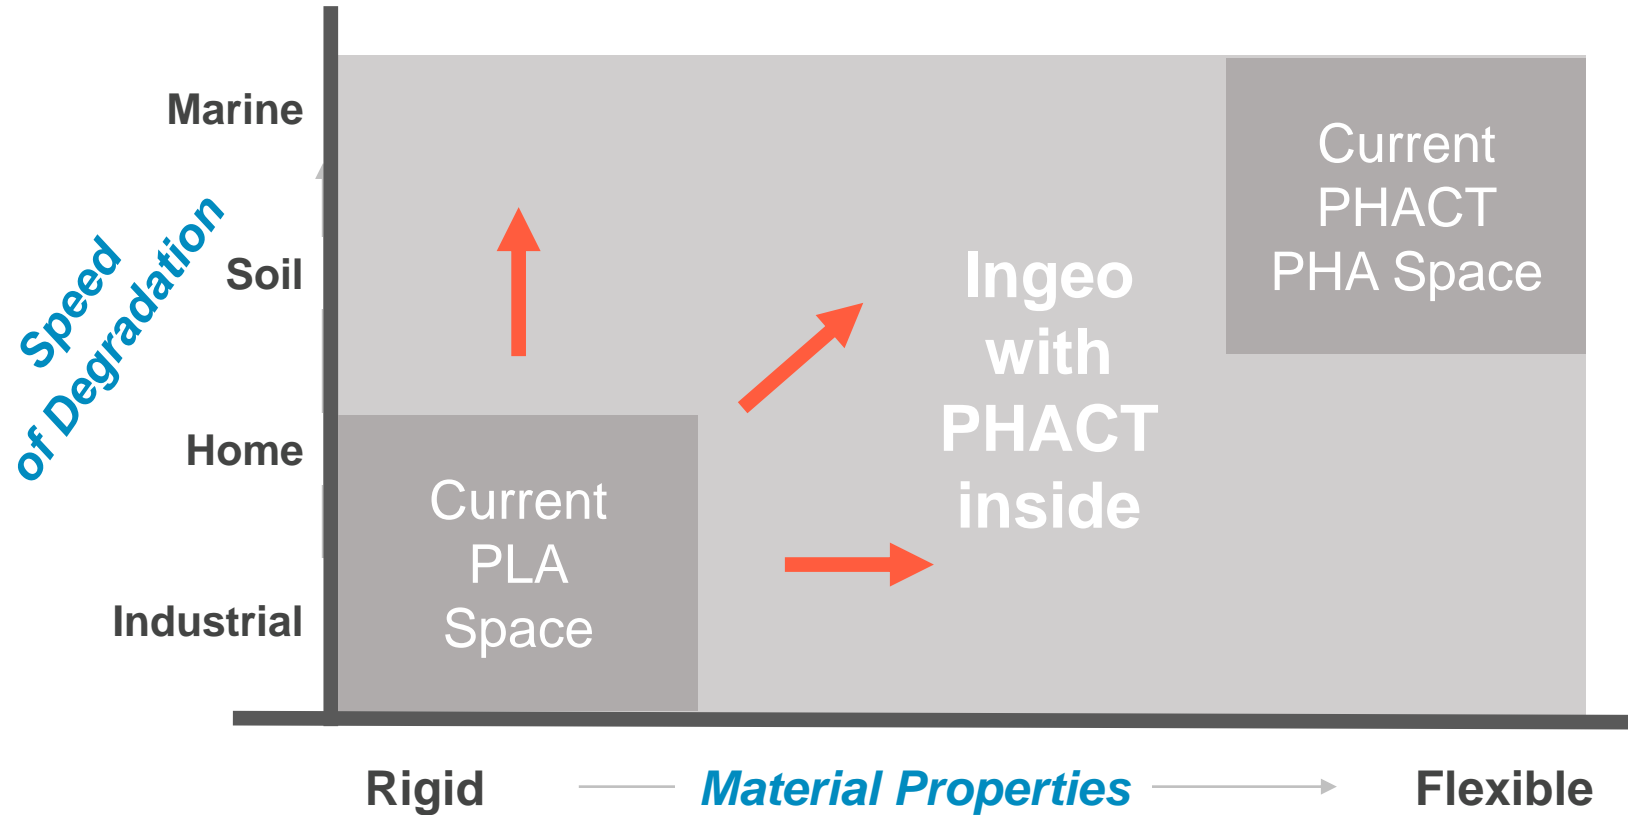 Speed
of Degradation
Marine
Soil
Home
Industrial
Current
PLA
Space
Ingeo
with
PHACT
inside
Current
PHACT
PHA Space
Rigid
Material Properties
Flexible